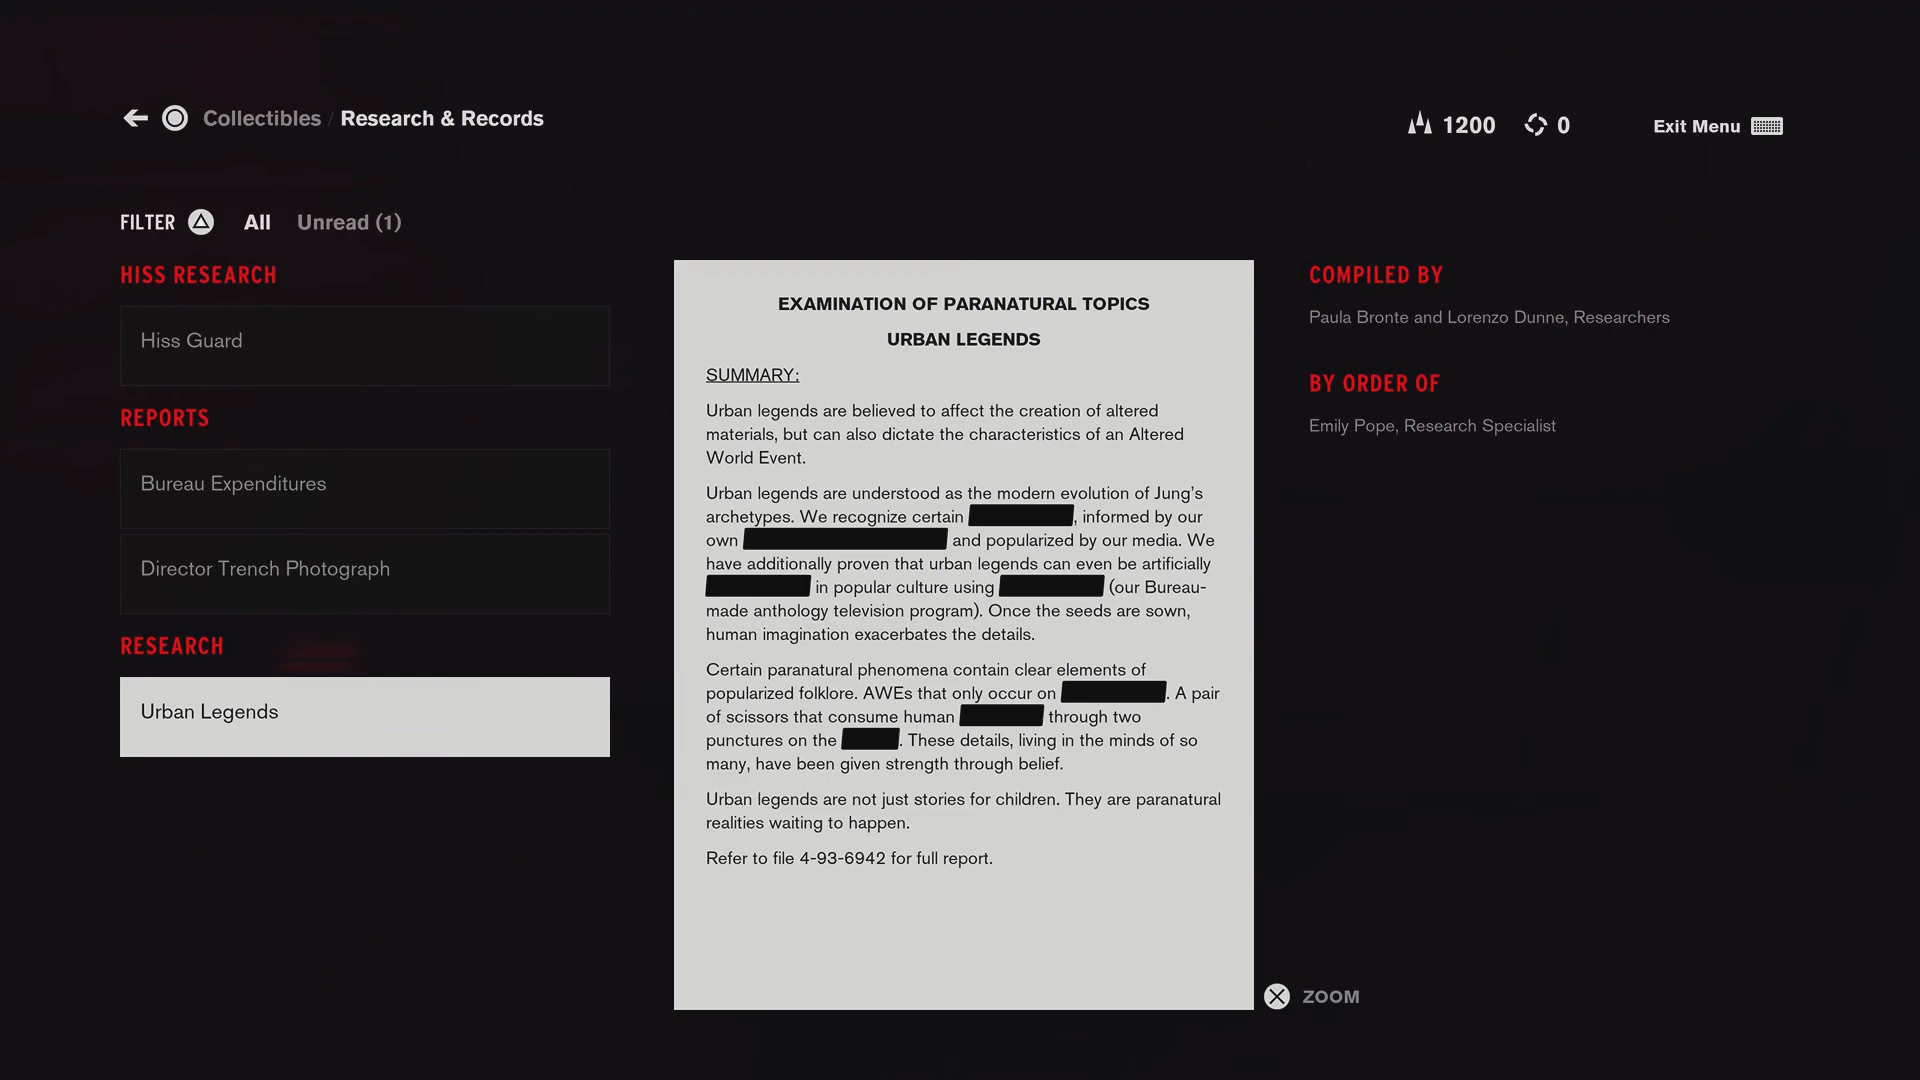 Collectibles / Research & Records
1200
0
Exit Menu
FILTER All Unread (1)
HISS RESEARCH
Hiss Guard
REPORTS
Bureau Expenditures
Director Trench Photograph
RESEARCH
Urban Legends
EXAMINATION OF PARANATURAL TOPICS
URBAN LEGENDS
SUMMARY:
Urban legends are believed to affect the creation of altered
materials, but can also dictate the characteristics of an Altered
World Event.
Urban legends are understood as the modern evolution of Jung's
archetypes. We recognize certain , informed by our
own and popularized by our media. We
have additionally proven that urban legends can even be artificially
in popular culture using (our Bureau-
made anthology television program). Once the seeds are sown,
human imagination exacerbates the details.
Certain paranatural phenomena contain clear elements of
popularized folklore. AWEs that only occur on . A pair
of scissors that consume human through two
punctures on the . These details, living in the minds of so
many, have been given strength through belief.
Urban legends are not just stories for children. They are paranatural
realities waiting to happen.
Refer to file 4-93-6942 for full report.
COMPILED BY
Paula Bronte and Lorenzo Dunne, Researchers
BY ORDER OF
Emily Pope, Research Specialist
ZOOM